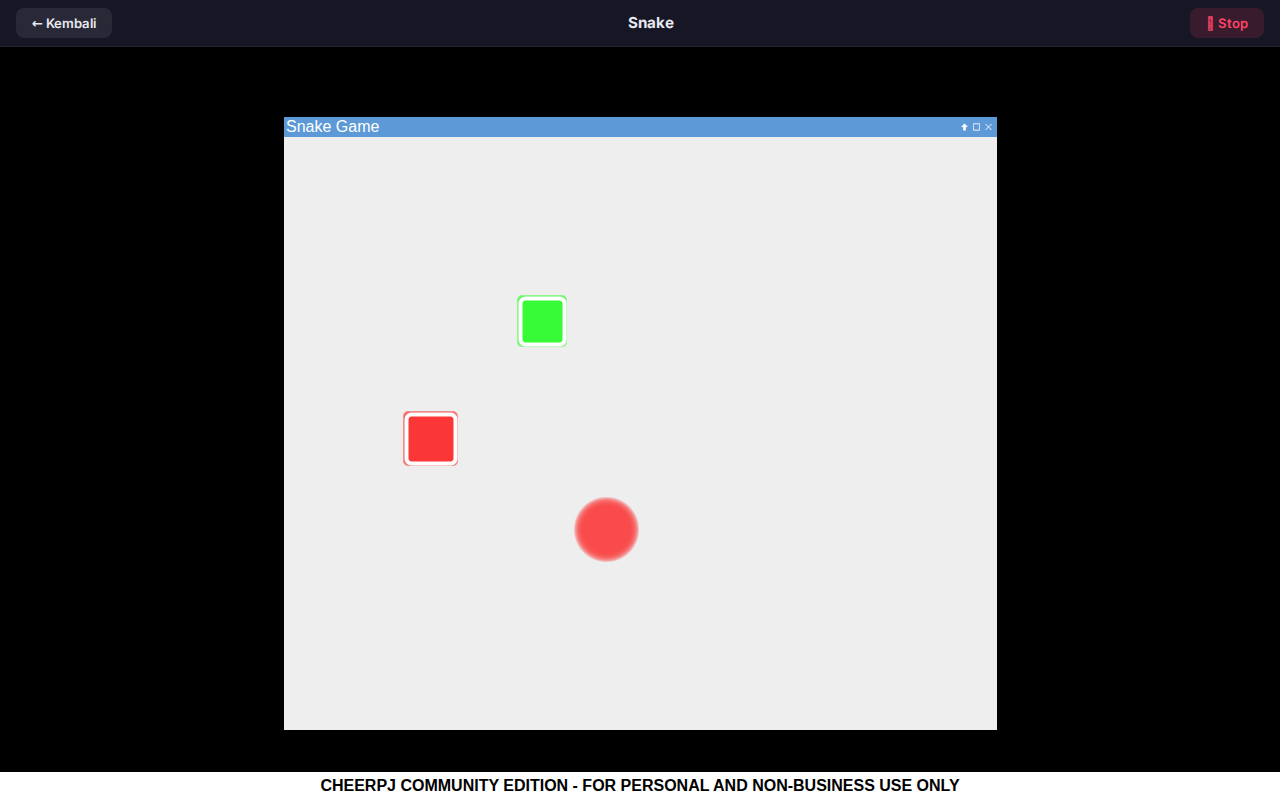 ← Kembali
Snake
Stop
Snake Game
CHEERPJ COMMUNITY EDITION - FOR PERSONAL AND NON-BUSINESS USE ONLY